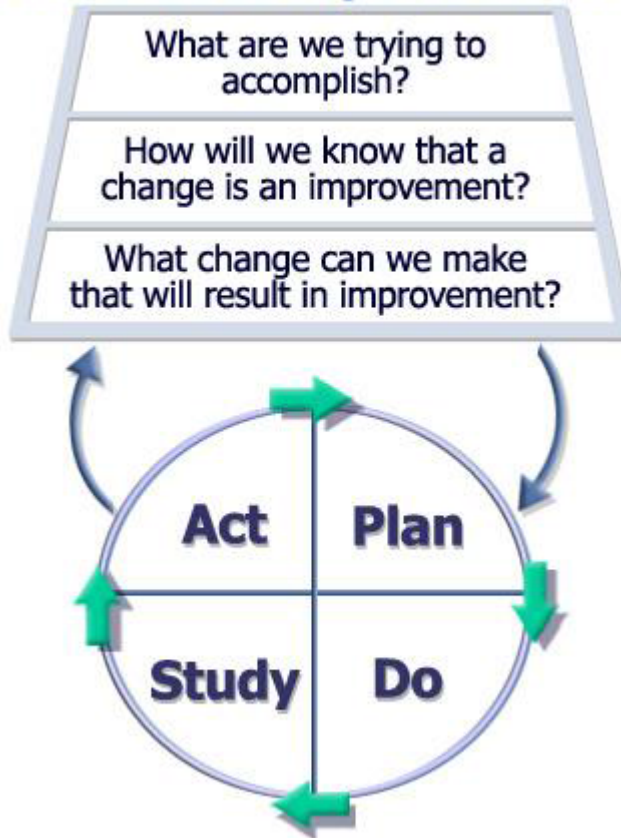 What are we trying to
accomplish?
How will we know that a
change is an improvement?
What change can we make
that will result in improvement?
Act
Plan
Study
Do